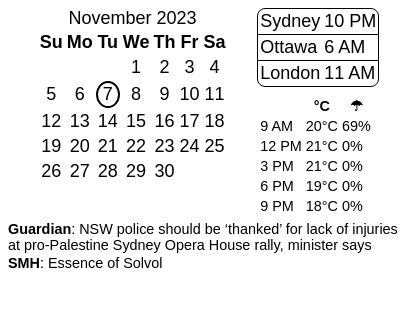 November 2023
Su Mo Tu We Th Fr Sa
1 2 3 4
5 6 7 8 9 10 11
12 13 14 15 16 17 18
19 20 21 22 23 24 25
26 27 28 29 30
Sydney 10 PM
Ottawa 6 AM
London 11 AM
°C ☂
9 AM 20°C 69%
12 PM 21°C 0%
3 PM 21°C 0%
6 PM 19°C 0%
9 PM 18°C 0%
Guardian: NSW police should be ‘thanked’ for lack of injuries
at pro-Palestine Sydney Opera House rally, minister says
SMH: Essence of Solvol